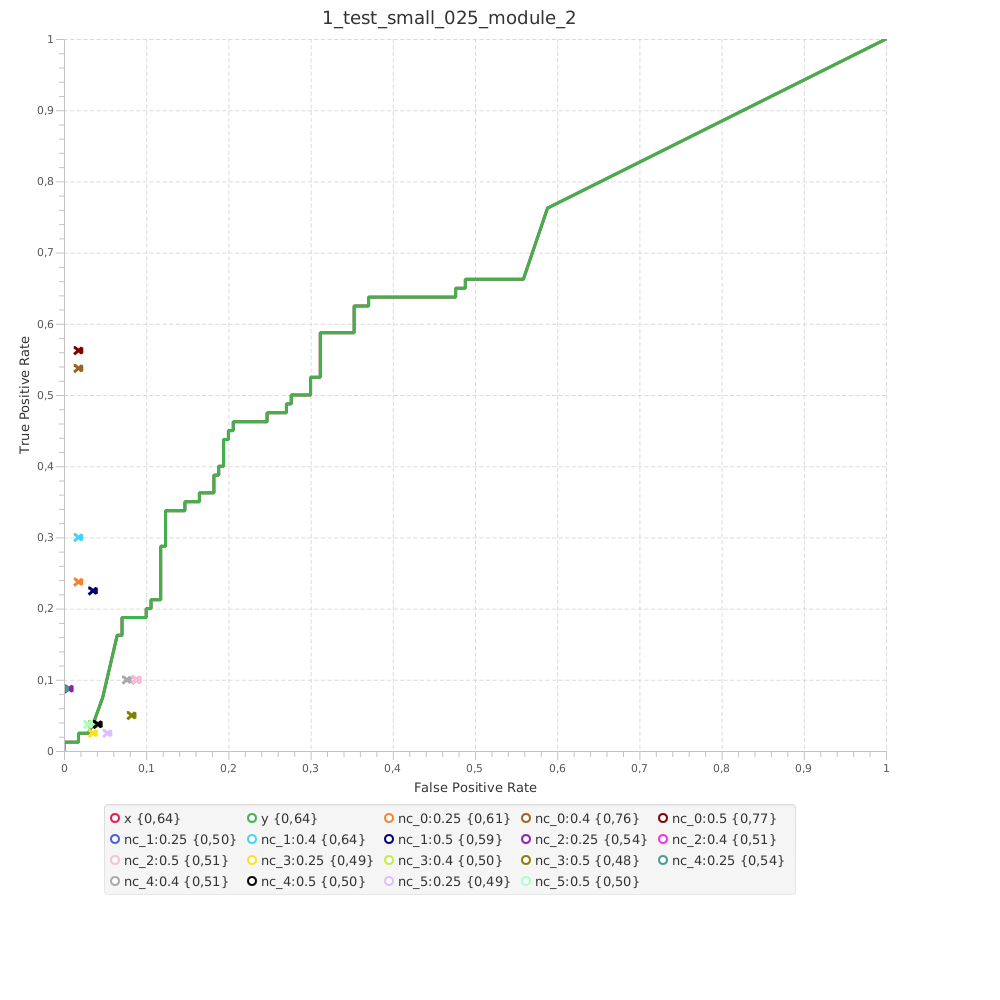 1_test_small_025_module_2
1
0,9
0,8
0,7
0,6
0,5
0,4
0,3
0,2
0,1
0
True Positive Rate
0 0,1 0,2 0,3 0,4 0,5 0,6 0,7 0,8 0,9 1
False Positive Rate
x {0,64} y {0,64} nc_0:0.25 {0,61} nc_0:0.4 {0,76} nc_0:0.5 {0,77}
nc_1:0.25 {0,50} nc_1:0.4 {0,64} nc_1:0.5 {0,59} nc_2:0.25 {0,54} nc_2:0.4 {0,51}
nc_2:0.5 {0,51} nc_3:0.25 {0,49} nc_3:0.4 {0,50} nc_3:0.5 {0,48} nc_4:0.25 {0,54}
nc_4:0.4 {0,51} nc_4:0.5 {0,50} nc_5:0.25 {0,49} nc_5:0.5 {0,50}